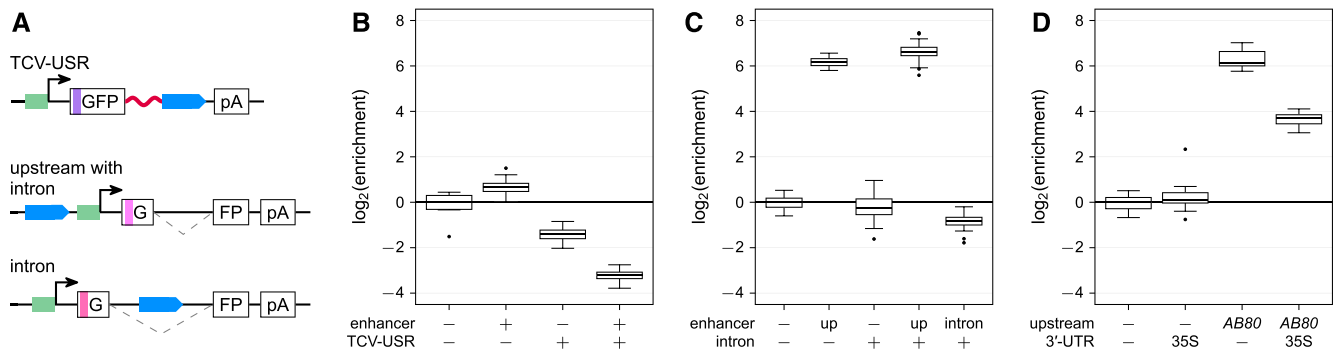 A
TCV-USR
GFP
pA
upstream with
intron
G
FP
pA
intron
G
FP
pA
B
log₂(enrichment)
8
6
4
2
0
−2
−4
enhancer − + − +
TCV-USR − − + +
C
log₂(enrichment)
8
6
4
2
0
−2
−4
enhancer − up − up intron
intron − − + + +
D
log₂(enrichment)
8
6
4
2
0
−2
−4
upstream − − AB80 AB80
3′-UTR − 35S − 35S